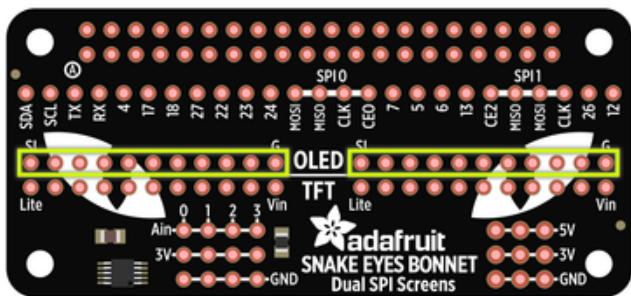 A
SPI0
SPI1
SDA SCL TX RX 4 17 18 27 22 23 24 MOSI MISO CLK CE0 7 5 6 13 CE2 MISO MOSI CLK 26 12
G OLED G
Lite Vin TFT Lite Vin
0 1 2 3
Ain
5V
adafruit
3V
3V
SNAKE EYES BONNET
GND
Dual SPI Screens
GND